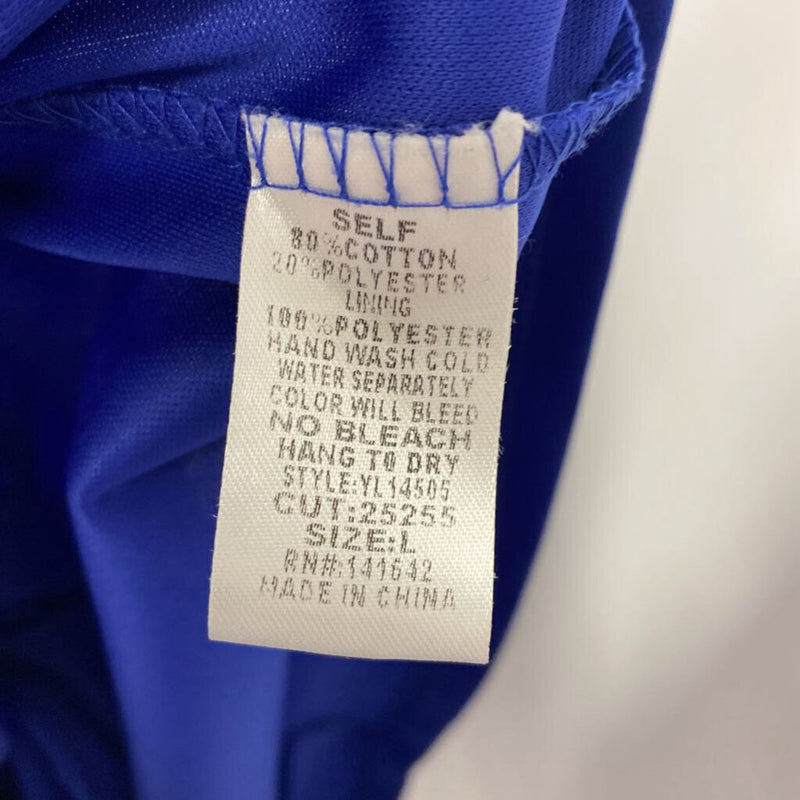 SELF
80%COTTON
20%POLYESTER
LINING
100%POLYESTER
HAND WASH COLD
WATER SEPARATELY
COLOR WILL BLEED
NO BLEACH
HANG TO DRY
STYLE:YL14505
CUT:25255
SIZE:L
RN#:141642
MADE IN CHINA